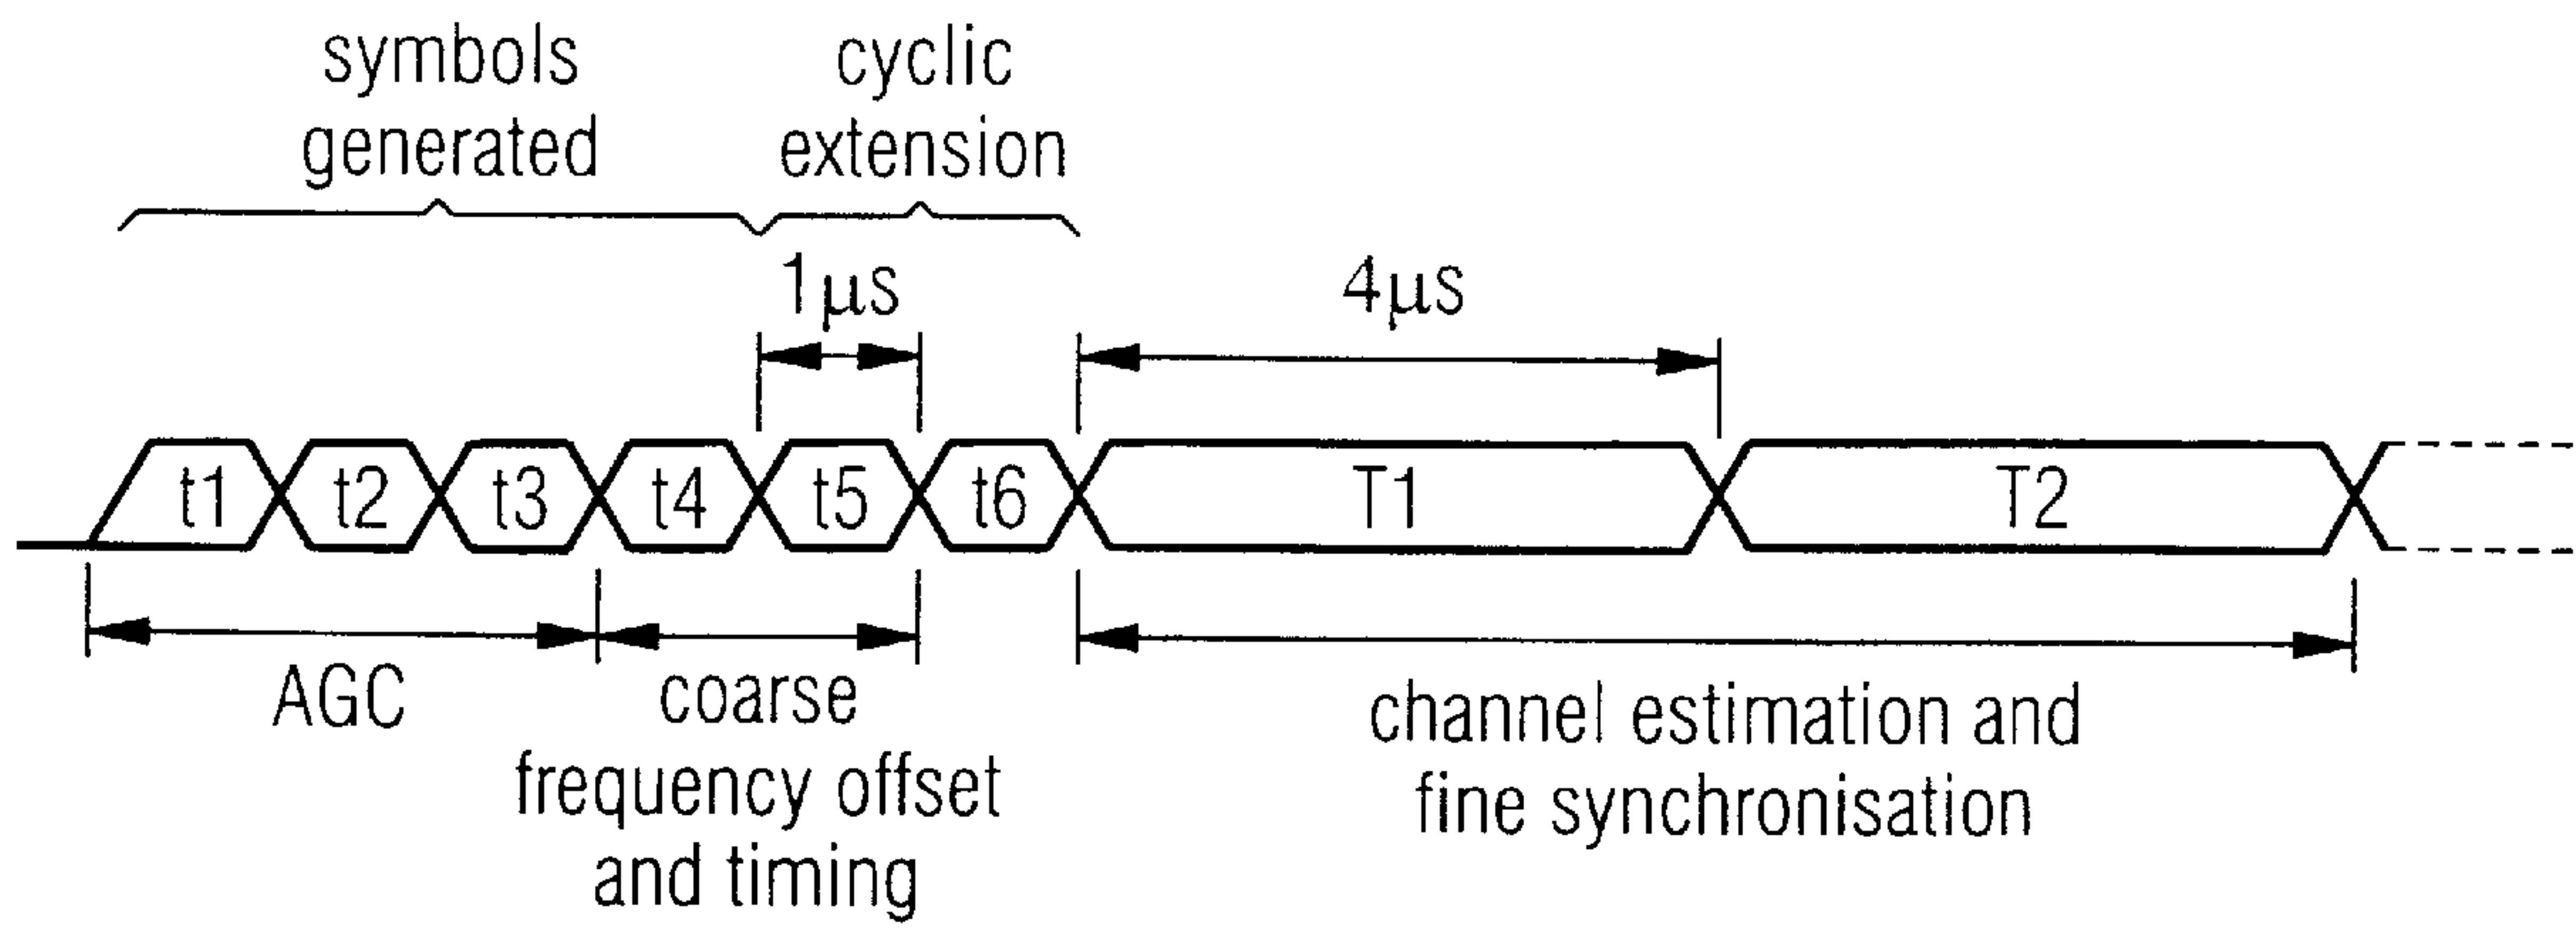 symbols
generated
cyclic
extension
1μs
4μs
t1 t2 t3 t4 t5 t6 T1 T2
AGC
coarse
frequency offset
and timing
channel estimation and
fine synchronisation